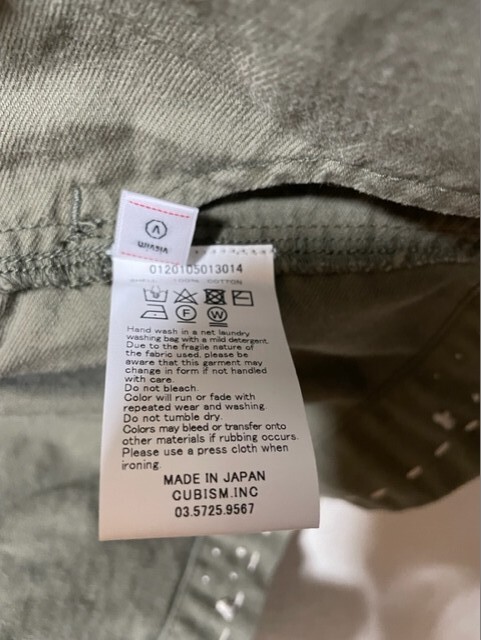 VISVIM
0120105013014
SHELL 100% COTTON
F W
Hand wash in a net laundry
washing bag with a mild detergent.
Due to the fragile nature of
the fabric used, please be
aware that this garment may
change in form if not handled
with care.
Do not bleach.
Color will run or fade with
repeated wear and washing.
Do not tumble dry.
Colors may bleed or transfer onto
other materials if rubbing occurs.
Please use a press cloth when
ironing.
MADE IN JAPAN
CUBISM.INC
03.5725.9567